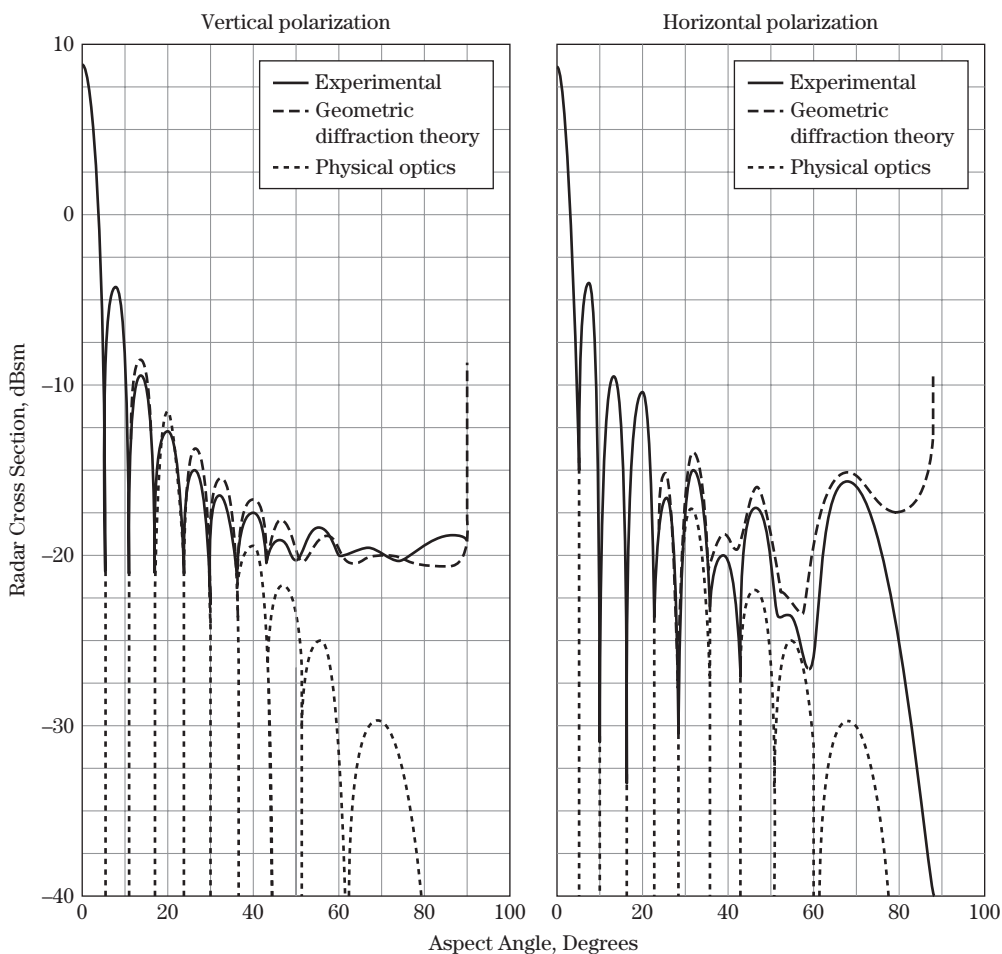 Vertical polarization
Horizontal polarization
10
0
–10
–20
–30
–40
Radar Cross Section, dBsm
Experimental
Geometric
diffraction theory
Physical optics
Experimental
Geometric
diffraction theory
Physical optics
0 20 40 60 80 100
0 20 40 60 80 100
Aspect Angle, Degrees